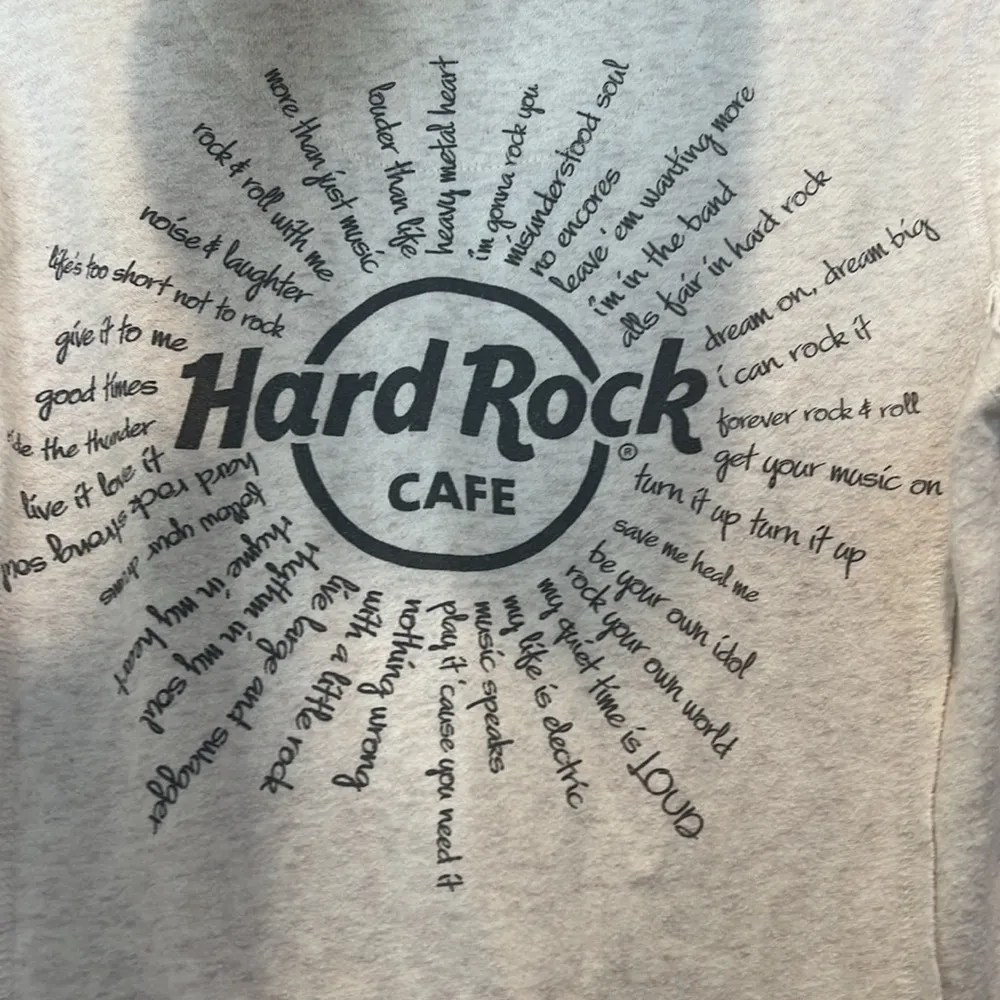 Hard Rock
CAFE
®
heavy metal heart
i'm gonna rock you
misunderstood soul
no encores
leave 'em wanting more
i'm in the band
alls fair in hard rock
dream on, dream big
i can rock it
forever rock & roll
get your music on
turn it up turn it up
save me heal me
be your own idol
rock your own world
my quiet time is LOUD
my life is electric
music speaks
play it 'cause you need it
nothing wrong
with a little rock
live large and swagger
rhythm in my soul
rhyme in my heart
follow your drums
hard rock strong soul
live it love it
the thunder
good times
give it to me
life's too short not to rock
noise & laughter
rock & roll with me
more than just music
louder than life